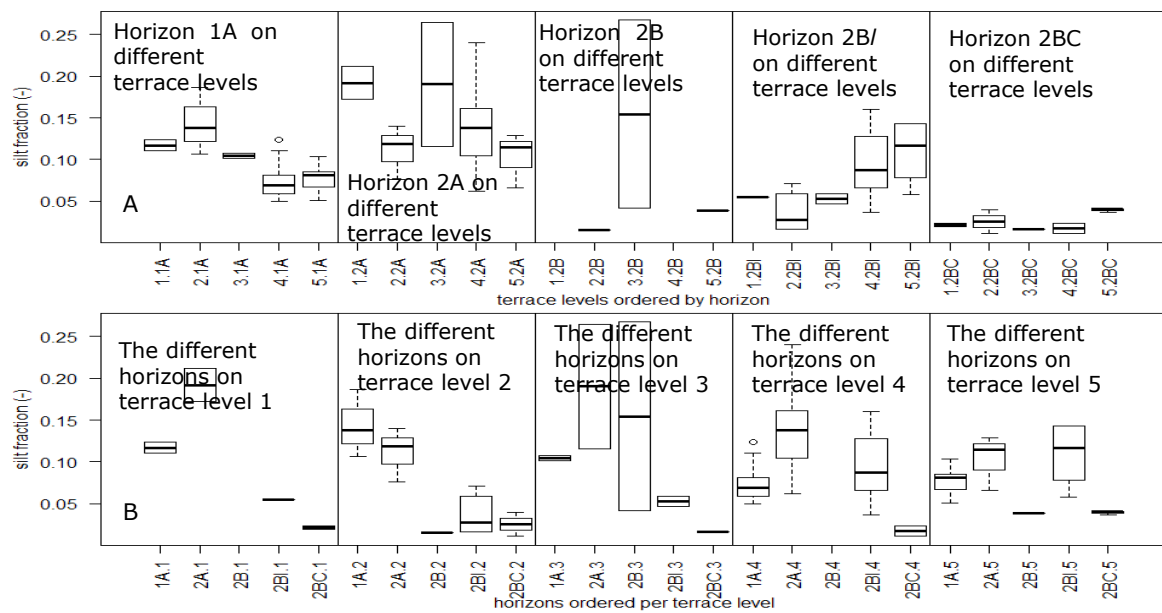 Horizon 1A on
different
terrace levels
Horizon 2A on
different
terrace levels
Horizon 2B
on different
terrace levels
Horizon 2Bl
on different
terrace levels
Horizon 2BC
on different
terrace levels
silt fraction (-)
0.25
0.20
0.15
0.10
0.05
A
1.1A
2.1A
3.1A
4.1A
5.1A
1.2A
2.2A
3.2A
4.2A
5.2A
1.2B
2.2B
3.2B
4.2B
5.2B
1.2BI
2.2BI
3.2BI
4.2BI
5.2BI
1.2BC
2.2BC
3.2BC
4.2BC
5.2BC
terrace levels ordered by horizon
The different
horizons on
terrace level 1
The different
horizons on
terrace level 2
The different
horizons on
terrace level 3
The different
horizons on
terrace level 4
The different
horizons on
terrace level 5
silt fraction (-)
0.25
0.20
0.15
0.10
0.05
B
1A.1
2A.1
2B.1
2BI.1
2BC.1
1A.2
2A.2
2B.2
2BI.2
2BC.2
1A.3
2A.3
2B.3
2BI.3
2BC.3
1A.4
2A.4
2B.4
2BI.4
2BC.4
1A.5
2A.5
2B.5
2BI.5
2BC.5
horizons ordered per terrace level